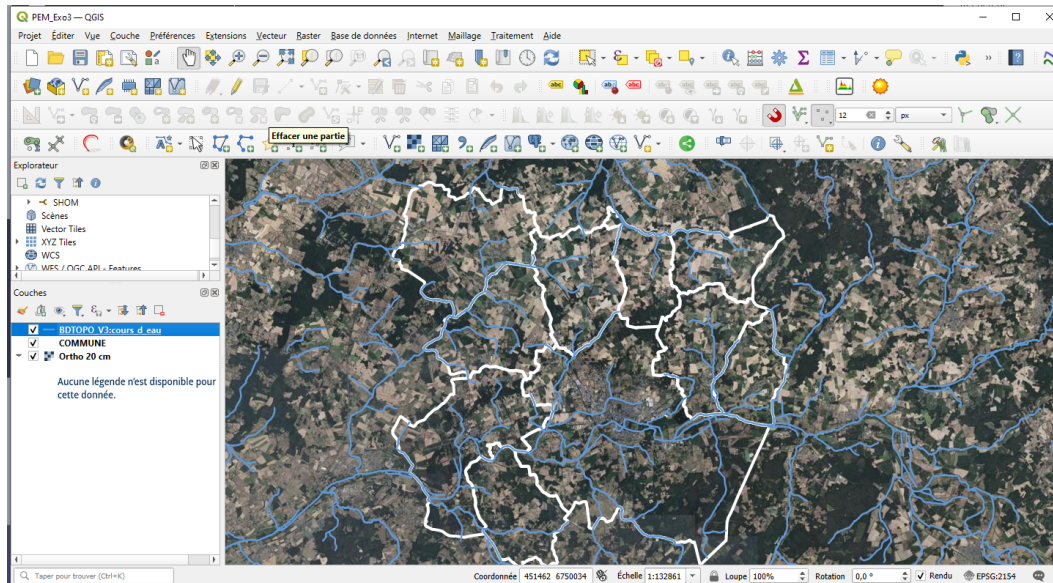 PEM_Exo3 — QGIS
Projet Éditer Vue Couche Préférences Extensions Vecteur Raster Base de données Internet Maillage Traitement Aide
abc abc abc
12 px
Effacer une partie
Explorateur
SHOM
Scènes
Vector Tiles
XYZ Tiles
WCS
WFS / OGC API - Features
Couches
BDTOPO_V3:cours_d_eau
COMMUNE
Ortho 20 cm
Aucune légende n'est disponible pour
cette donnée.
Taper pour trouver (Ctrl+K) Coordonnée 451462 6750034 Échelle 1:132861 Loupe 100% Rotation 0,0 ° Rendu EPSG:2154